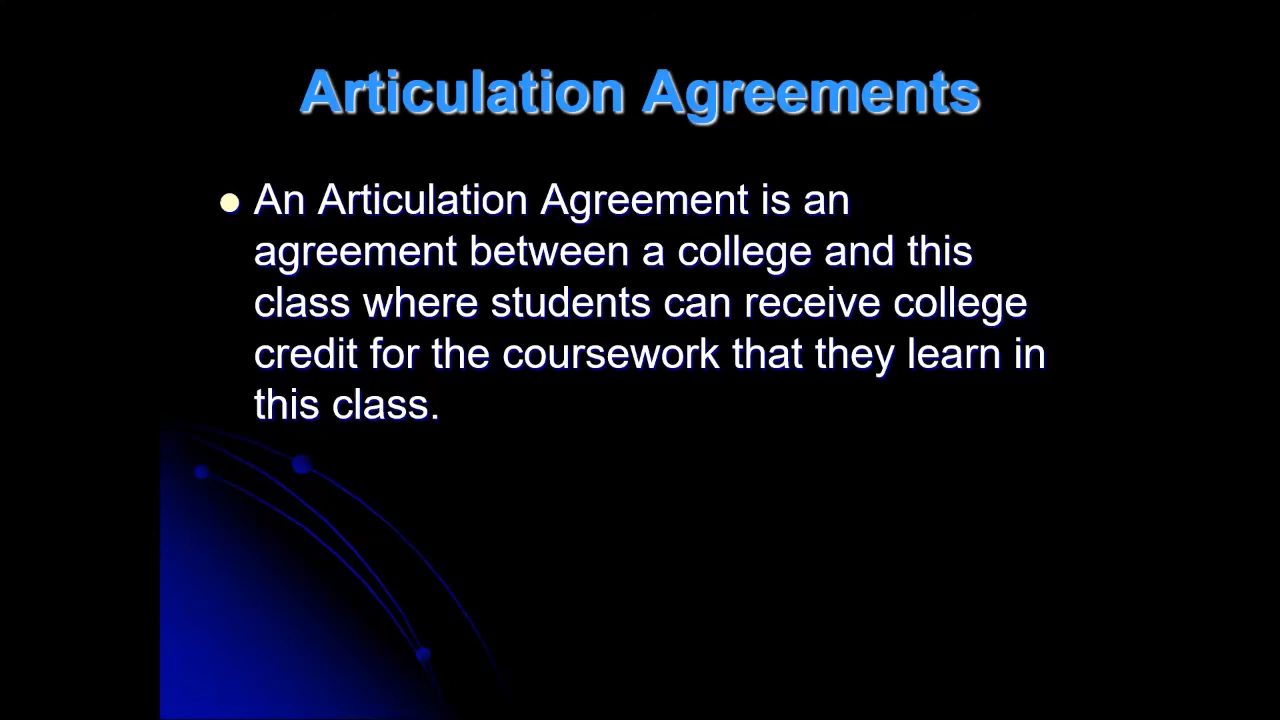 Articulation Agreements
An Articulation Agreement is an
agreement between a college and this
class where students can receive college
credit for the coursework that they learn in
this class.